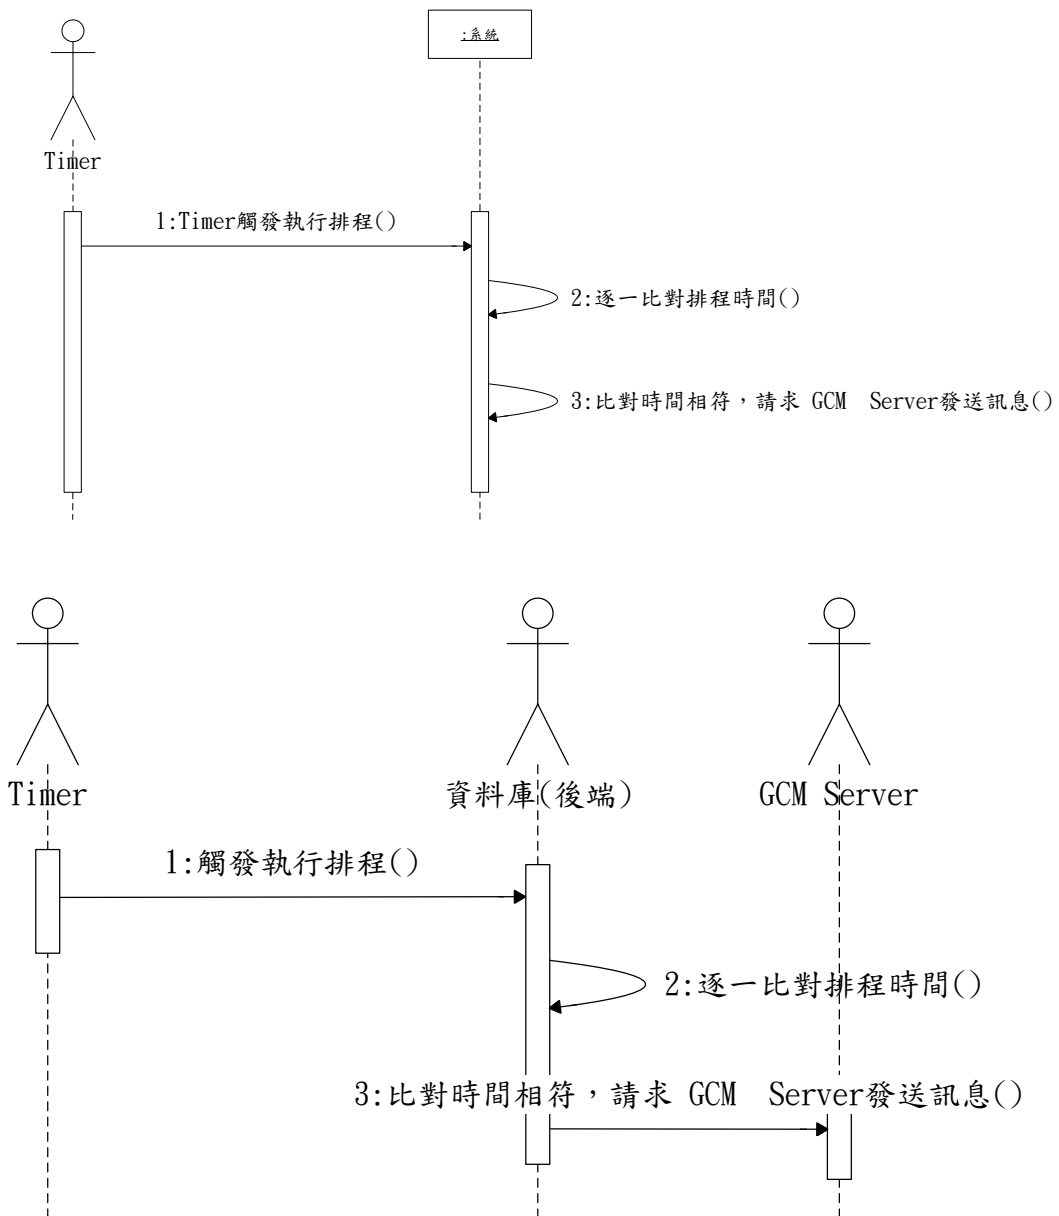 :系統
Timer
1:Timer觸發執行排程()
2:逐一比對排程時間()
3:比對時間相符，請求 GCM  Server發送訊息()
Timer
資料庫(後端)
GCM Server
1:觸發執行排程()
2:逐一比對排程時間()
3:比對時間相符，請求 GCM  Server發送訊息()